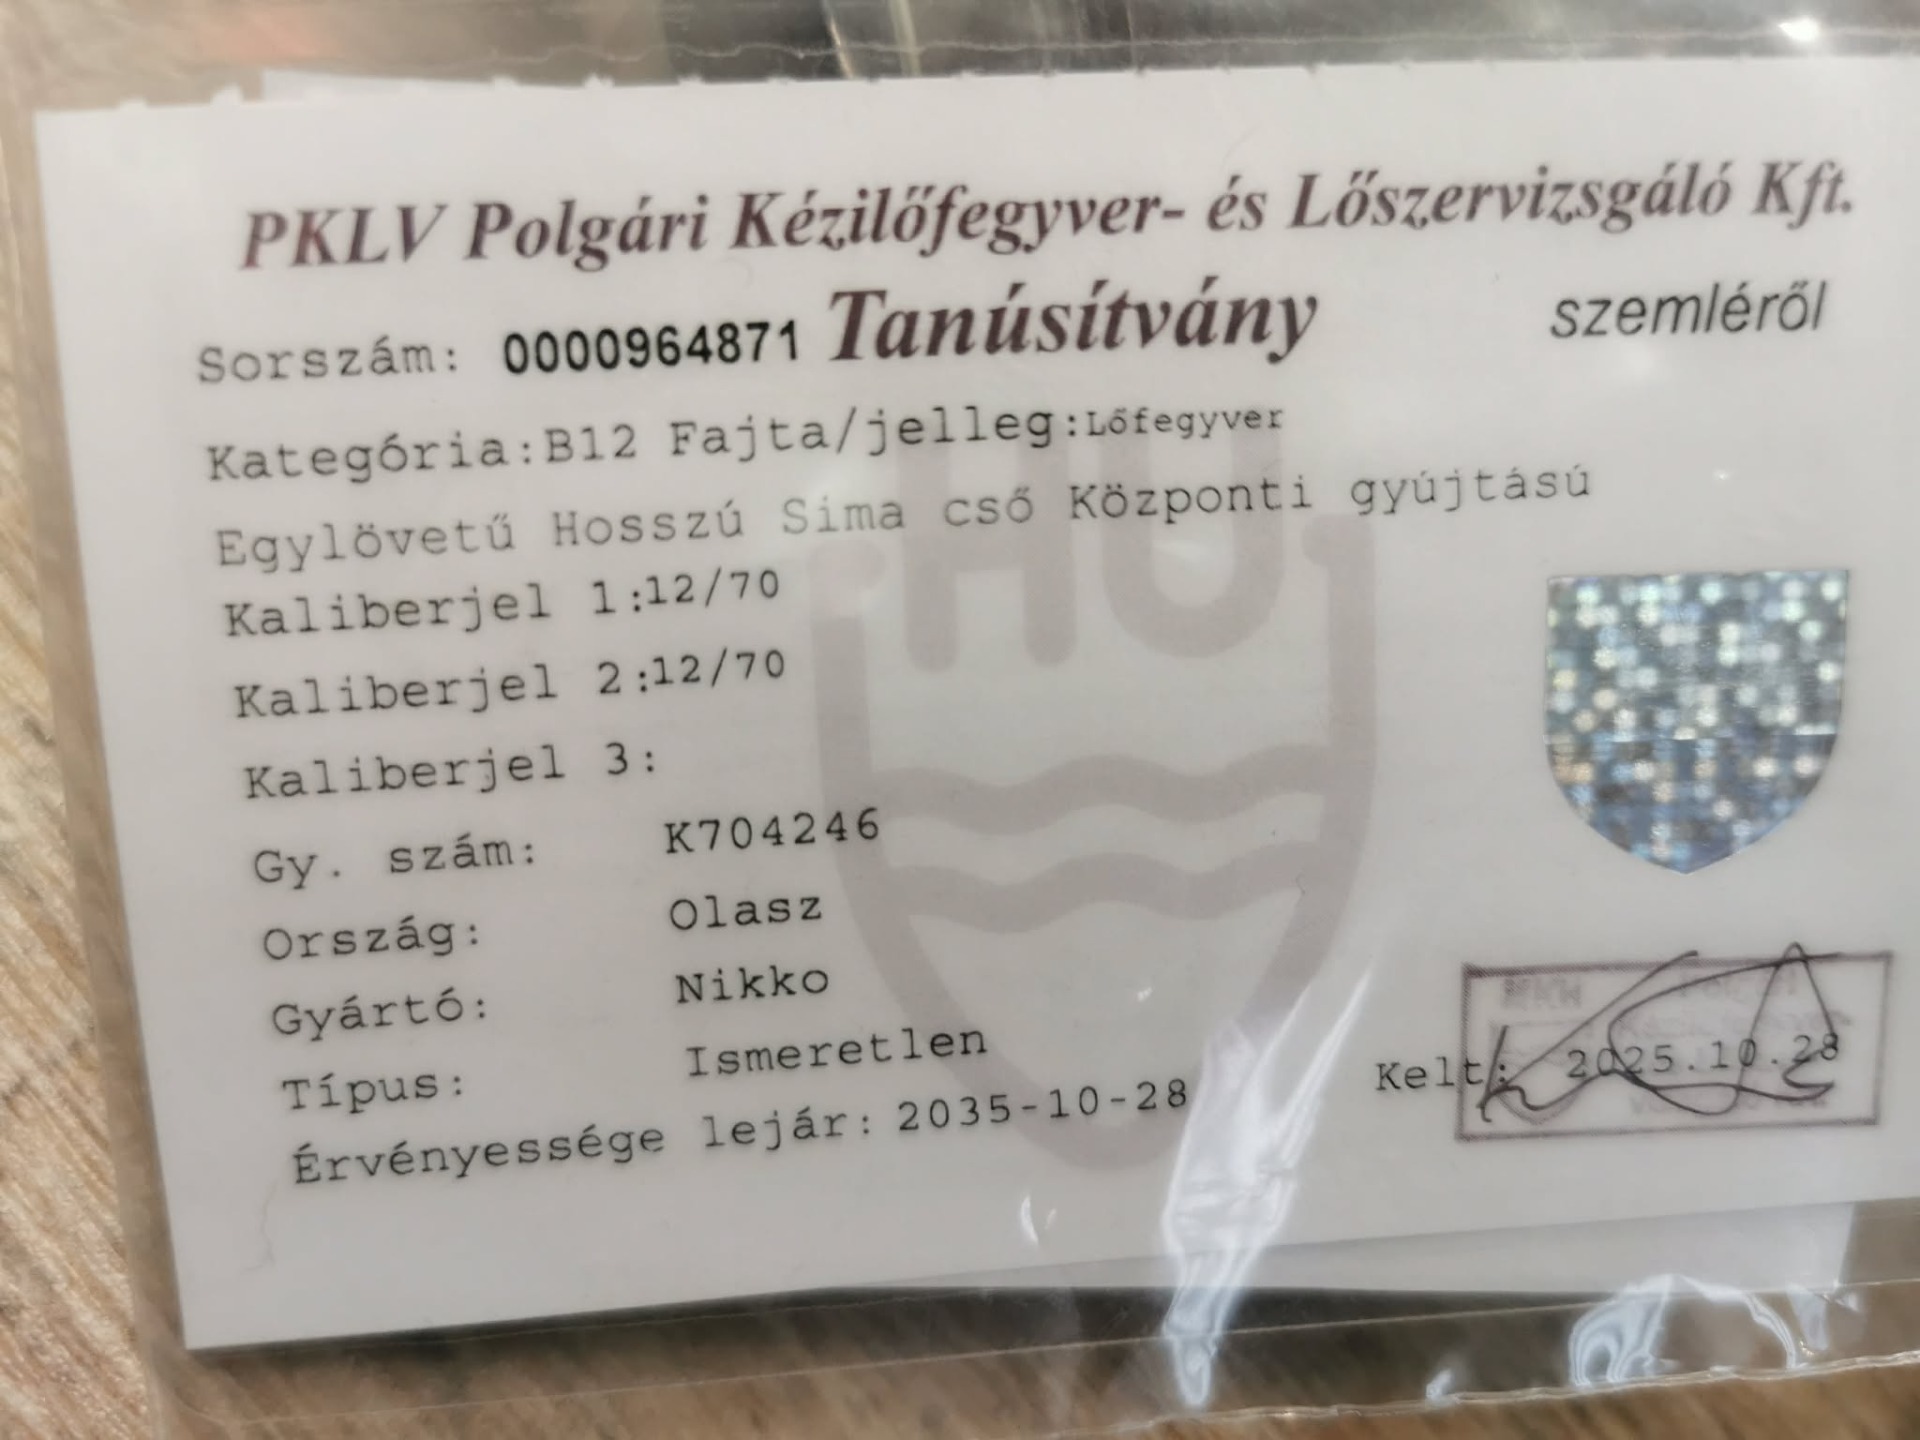 PKLV Polgári Kézilőfegyver- és Lőszervizsgáló Kft.
Sorszám: 0000964871 Tanúsítvány szemléről
Kategória:B12 Fajta/jelleg:Lőfegyver
Egylövetű Hosszú Sima cső Központi gyújtású
Kaliberjel 1:12/70
Kaliberjel 2:12/70
Kaliberjel 3:
Gy. szám: K704246
Ország: Olasz
Gyártó: Nikko
Típus: Ismeretlen
Érvényessége lejár: 2035-10-28
Kelt: 2025.10.28
HU